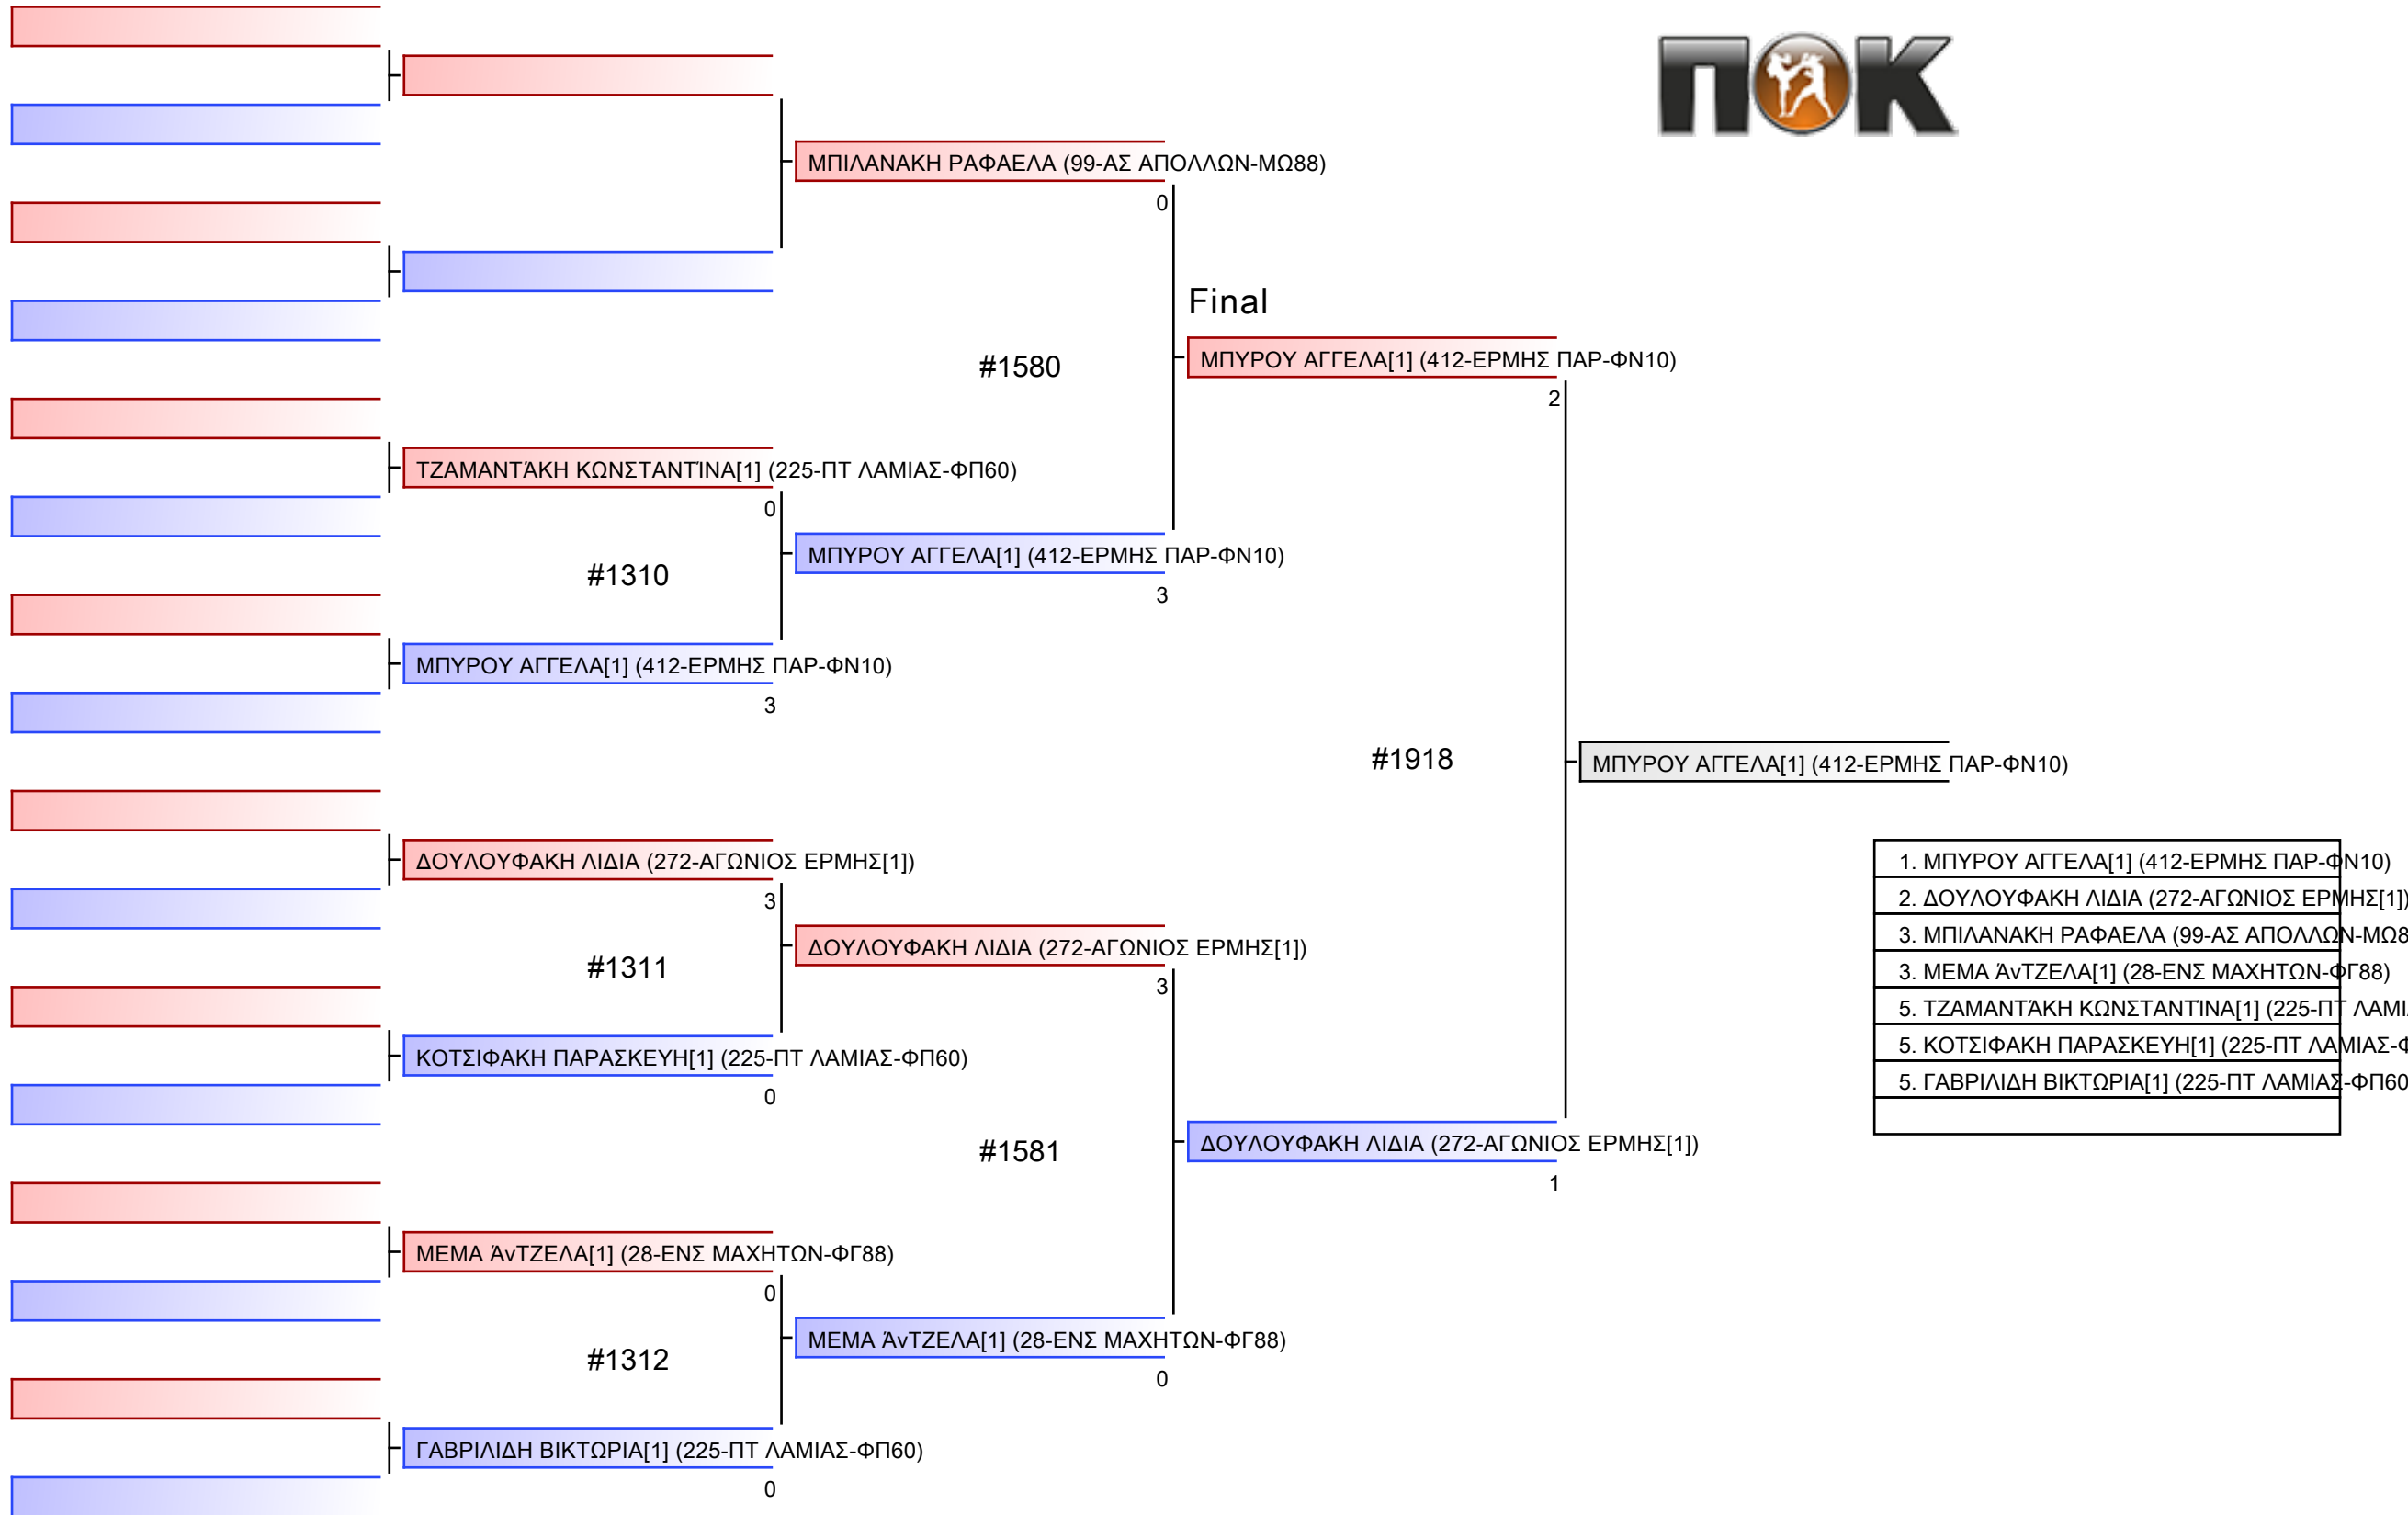 ΠΟΚ
ΜΠΙΛΑΝΑΚΗ ΡΑΦΑΕΛΑ (99-ΑΣ ΑΠΟΛΛΩΝ-ΜΩ88)
0
Final
#1580
ΜΠΥΡΟΥ ΑΓΓΕΛΑ[1] (412-ΕΡΜΗΣ ΠΑΡ-ΦΝ10)
2
ΤΖΑΜΑΝΤΆΚΗ ΚΩΝΣΤΑΝΤΊΝΑ[1] (225-ΠΤ ΛΑΜΙΑΣ-ΦΠ60)
0
#1310
ΜΠΥΡΟΥ ΑΓΓΕΛΑ[1] (412-ΕΡΜΗΣ ΠΑΡ-ΦΝ10)
3
ΜΠΥΡΟΥ ΑΓΓΕΛΑ[1] (412-ΕΡΜΗΣ ΠΑΡ-ΦΝ10)
3
#1918
ΜΠΥΡΟΥ ΑΓΓΕΛΑ[1] (412-ΕΡΜΗΣ ΠΑΡ-ΦΝ10)
ΔΟΥΛΟΥΦΑΚΗ ΛΙΔΙΑ (272-ΑΓΩΝΙΟΣ ΕΡΜΗΣ[1])
3
#1311
ΔΟΥΛΟΥΦΑΚΗ ΛΙΔΙΑ (272-ΑΓΩΝΙΟΣ ΕΡΜΗΣ[1])
3
ΚΟΤΣΙΦΑΚΗ ΠΑΡΑΣΚΕΥΗ[1] (225-ΠΤ ΛΑΜΙΑΣ-ΦΠ60)
0
#1581
ΔΟΥΛΟΥΦΑΚΗ ΛΙΔΙΑ (272-ΑΓΩΝΙΟΣ ΕΡΜΗΣ[1])
1
ΜΕΜΑ ΆνΤΖΕΛΑ[1] (28-ΕΝΣ ΜΑΧΗΤΩΝ-ΦΓ88)
0
#1312
ΜΕΜΑ ΆνΤΖΕΛΑ[1] (28-ΕΝΣ ΜΑΧΗΤΩΝ-ΦΓ88)
0
ΓΑΒΡΙΛΙΔΗ ΒΙΚΤΩΡΙΑ[1] (225-ΠΤ ΛΑΜΙΑΣ-ΦΠ60)
0
1. ΜΠΥΡΟΥ ΑΓΓΕΛΑ[1] (412-ΕΡΜΗΣ ΠΑΡ-ΦΝ10)
2. ΔΟΥΛΟΥΦΑΚΗ ΛΙΔΙΑ (272-ΑΓΩΝΙΟΣ ΕΡΜΗΣ[1])
3. ΜΠΙΛΑΝΑΚΗ ΡΑΦΑΕΛΑ (99-ΑΣ ΑΠΟΛΛΩΝ-ΜΩ8
3. ΜΕΜΑ ΆνΤΖΕΛΑ[1] (28-ΕΝΣ ΜΑΧΗΤΩΝ-ΦΓ88)
5. ΤΖΑΜΑΝΤΆΚΗ ΚΩΝΣΤΑΝΤΊΝΑ[1] (225-ΠΤ ΛΑΜΙ
5. ΚΟΤΣΙΦΑΚΗ ΠΑΡΑΣΚΕΥΗ[1] (225-ΠΤ ΛΑΜΙΑΣ-Φ
5. ΓΑΒΡΙΛΙΔΗ ΒΙΚΤΩΡΙΑ[1] (225-ΠΤ ΛΑΜΙΑΣ-ΦΠ60